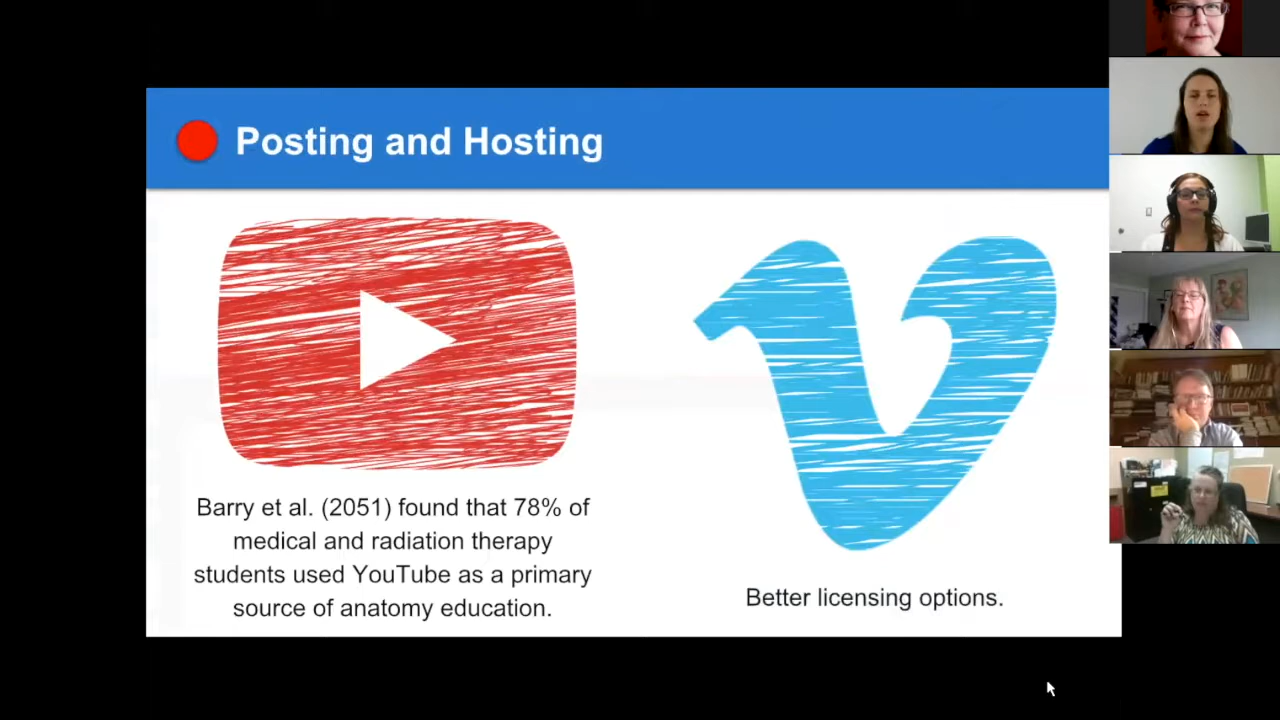 Posting and Hosting
Barry et al. (2051) found that 78% of
medical and radiation therapy
students used YouTube as a primary
source of anatomy education.
Better licensing options.